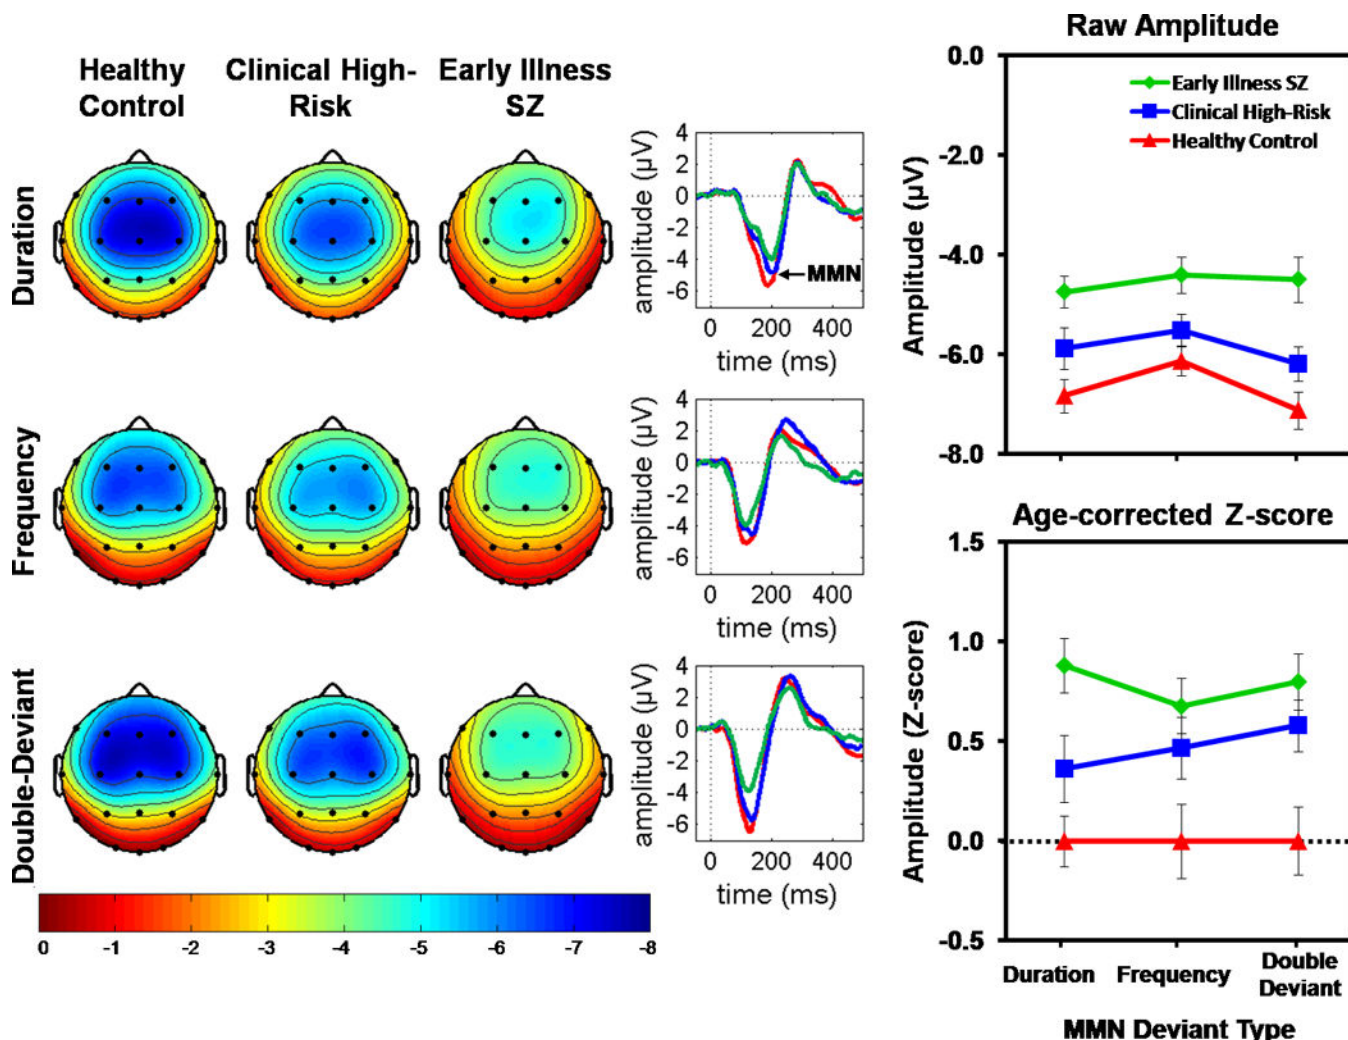 Healthy
Control
Clinical High-
Risk
Early Illness
SZ
Duration
amplitude (µV)
4
2
0
-2
-4
-6
MMN
0 200 400
time (ms)
Frequency
amplitude (µV)
4
2
0
-2
-4
-6
0 200 400
time (ms)
Double-Deviant
amplitude (µV)
4
2
0
-2
-4
-6
0 200 400
time (ms)
0 -1 -2 -3 -4 -5 -6 -7 -8
Raw Amplitude
Amplitude (µV)
0.0
-2.0
-4.0
-6.0
-8.0
Early Illness SZ
Clinical High-Risk
Healthy Control
Age-corrected Z-score
Amplitude (Z-score)
1.5
1.0
0.5
0.0
-0.5
Duration
Frequency
Double
Deviant
MMN Deviant Type